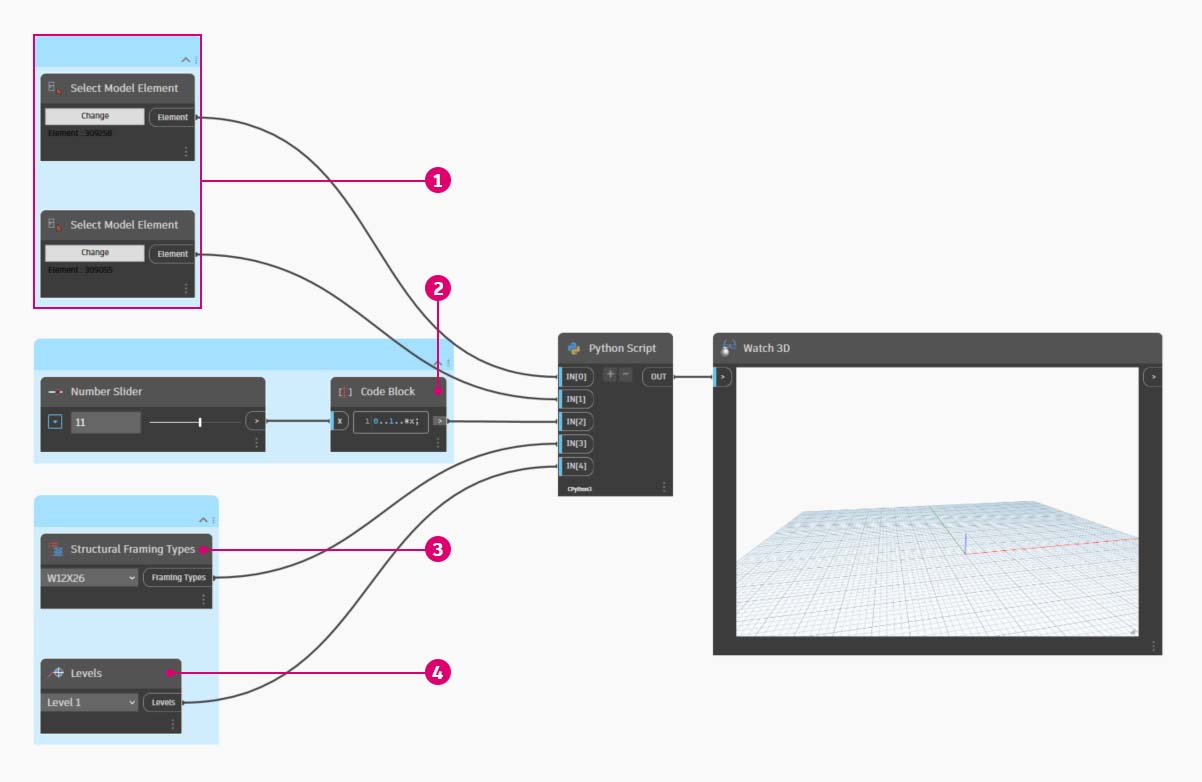 Select Model Element
Change
Element
Element : 309258
1
Select Model Element
Change
Element
Element : 309055
2
Number Slider
11
>
Code Block
x
1 0..1..#x;
>
Python Script
IN[0]
+ −
OUT
IN[1]
IN[2]
IN[3]
IN[4]
CPython3
Watch 3D
>
>
Structural Framing Types
3
W12X26
Framing Types
Levels
4
Level 1
Levels